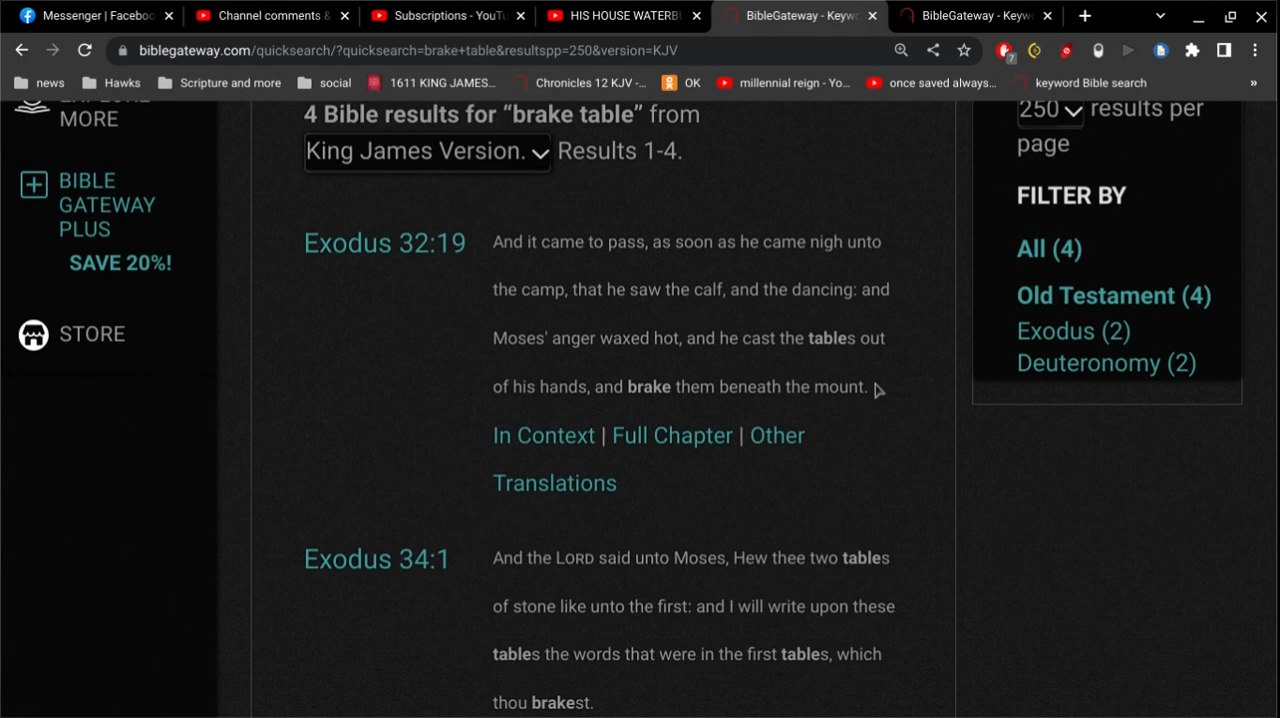 Messenger | Faceboo
Channel comments &
Subscriptions - YouTu
HIS HOUSE WATERBU
BibleGateway - Keywo
BibleGateway - Keyw
biblegateway.com/quicksearch/?quicksearch=brake+table&resultspp=250&version=KJV
7
news
Hawks
Scripture and more
social
1611 KING JAMES...
Chronicles 12 KJV -...
OK
millennial reign - Yo...
once saved always...
keyword Bible search
»
EXPLORE
MORE
BIBLE
GATEWAY
PLUS
SAVE 20%!
STORE
4 Bible results for “brake table” from
King James Version. Results 1-4.
Exodus 32:19
And it came to pass, as soon as he came nigh unto
the camp, that he saw the calf, and the dancing: and
Moses' anger waxed hot, and he cast the tables out
of his hands, and brake them beneath the mount.
In Context | Full Chapter | Other
Translations
Exodus 34:1
And the LORD said unto Moses, Hew thee two tables
of stone like unto the first: and I will write upon these
tables the words that were in the first tables, which
thou brakest.
250 results per
page
FILTER BY
All (4)
Old Testament (4)
Exodus (2)
Deuteronomy (2)